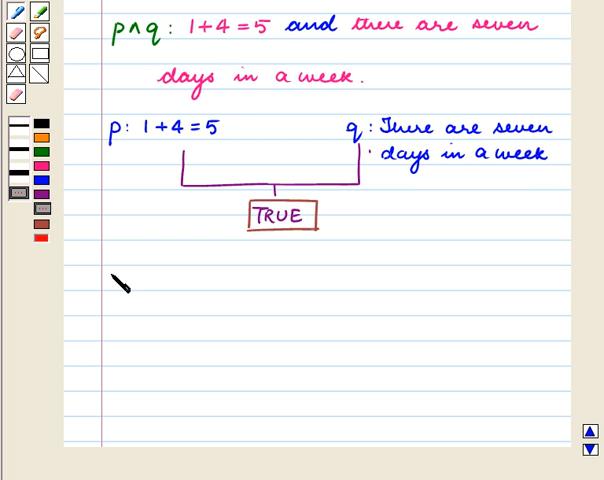 p∧q: 1+4=5 and there are seven
days in a week.
p: 1+4=5 q: There are seven
days in a week
TRUE